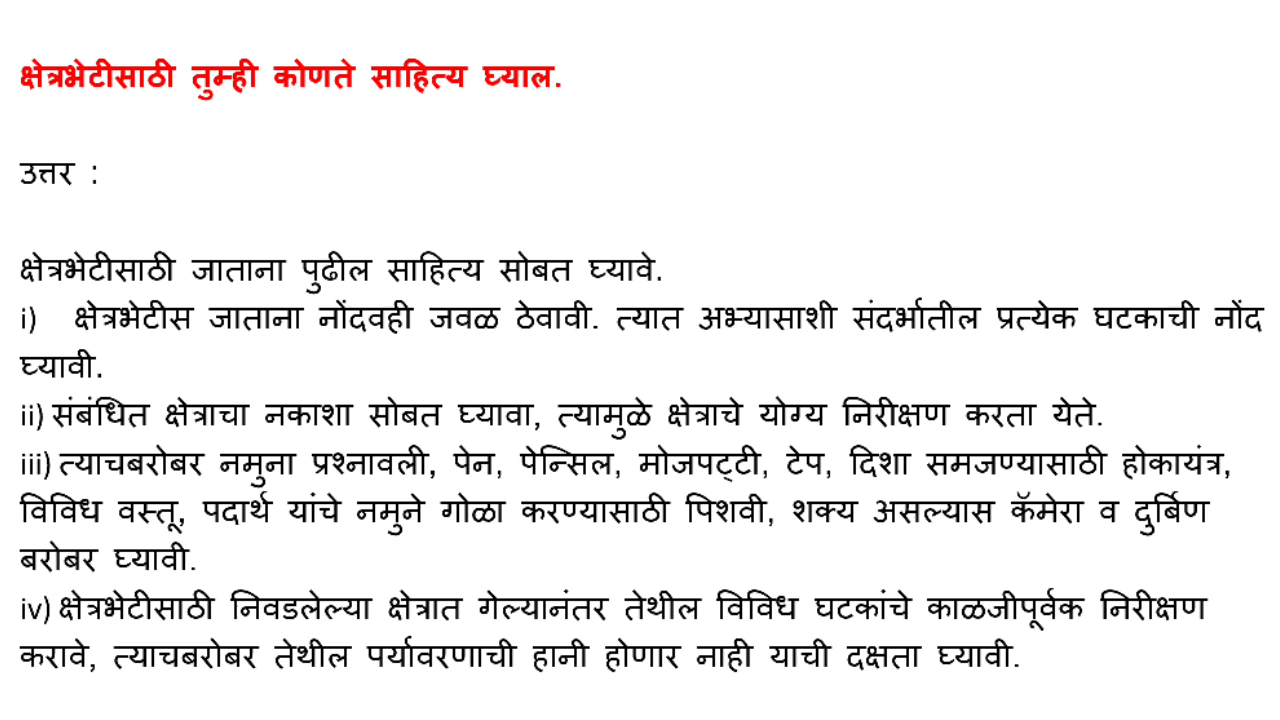 क्षेत्रभेटीसाठी तुम्ही कोणते साहित्य घ्याल.
उत्तर :
क्षेत्रभेटीसाठी जाताना पुढील साहित्य सोबत घ्यावे.
i) क्षेत्रभेटीस जाताना नोंदवही जवळ ठेवावी. त्यात अभ्यासाशी संदर्भातील प्रत्येक घटकाची नोंद
घ्यावी.
ii) संबंधित क्षेत्राचा नकाशा सोबत घ्यावा, त्यामुळे क्षेत्राचे योग्य निरीक्षण करता येते.
iii) त्याचबरोबर नमुना प्रश्नावली, पेन, पेन्सिल, मोजपट्टी, टेप, दिशा समजण्यासाठी होकायंत्र,
विविध वस्तू, पदार्थ यांचे नमुने गोळा करण्यासाठी पिशवी, शक्य असल्यास कॅमेरा व दुर्बिण
बरोबर घ्यावी.
iv) क्षेत्रभेटीसाठी निवडलेल्या क्षेत्रात गेल्यानंतर तेथील विविध घटकांचे काळजीपूर्वक निरीक्षण
करावे, त्याचबरोबर तेथील पर्यावरणाची हानी होणार नाही याची दक्षता घ्यावी.